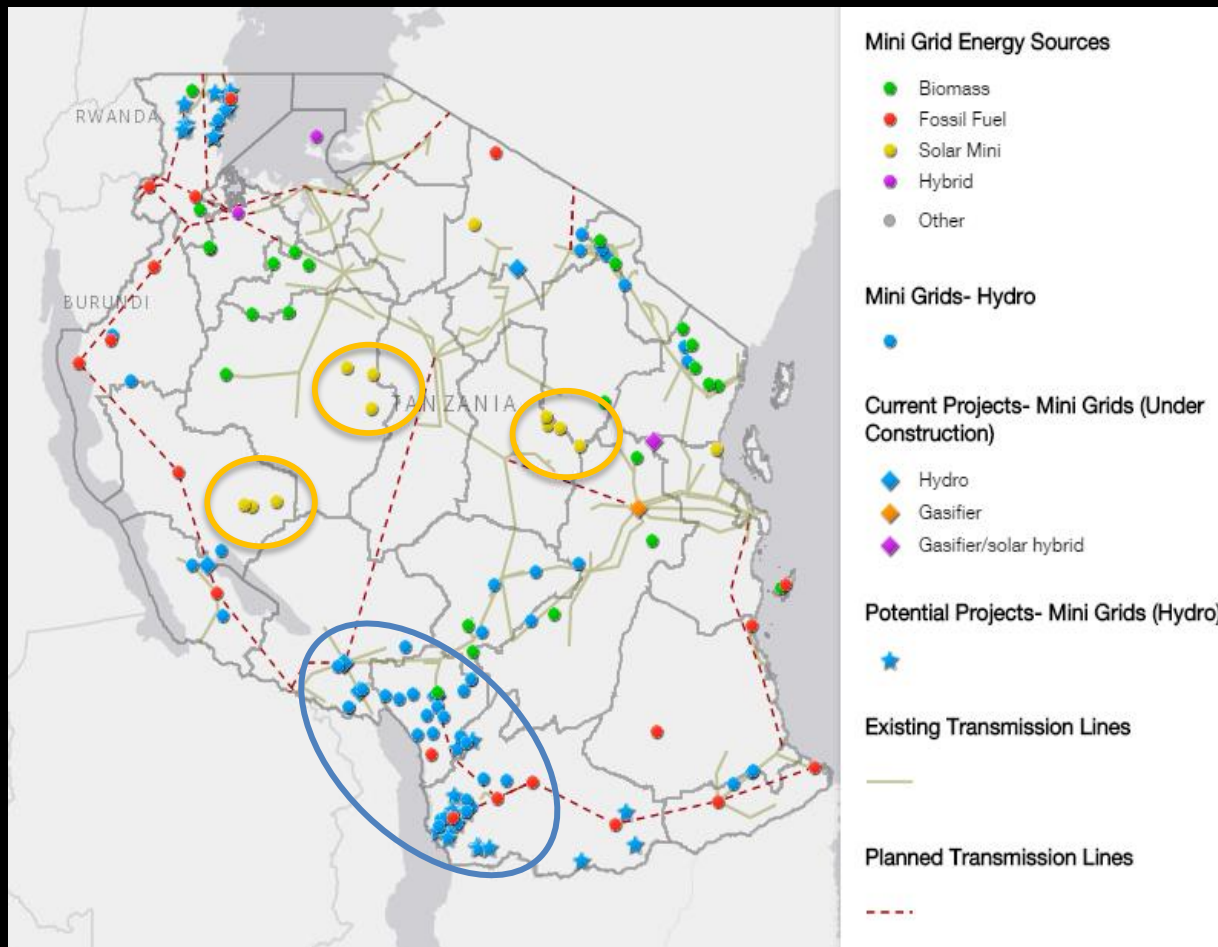 RWANDA
BURUNDI
TANZANIA
Mini Grid Energy Sources
Biomass
Fossil Fuel
Solar Mini
Hybrid
Other
Mini Grids- Hydro
Current Projects- Mini Grids (Under
Construction)
Hydro
Gasifier
Gasifier/solar hybrid
Potential Projects- Mini Grids (Hydro)
Existing Transmission Lines
Planned Transmission Lines